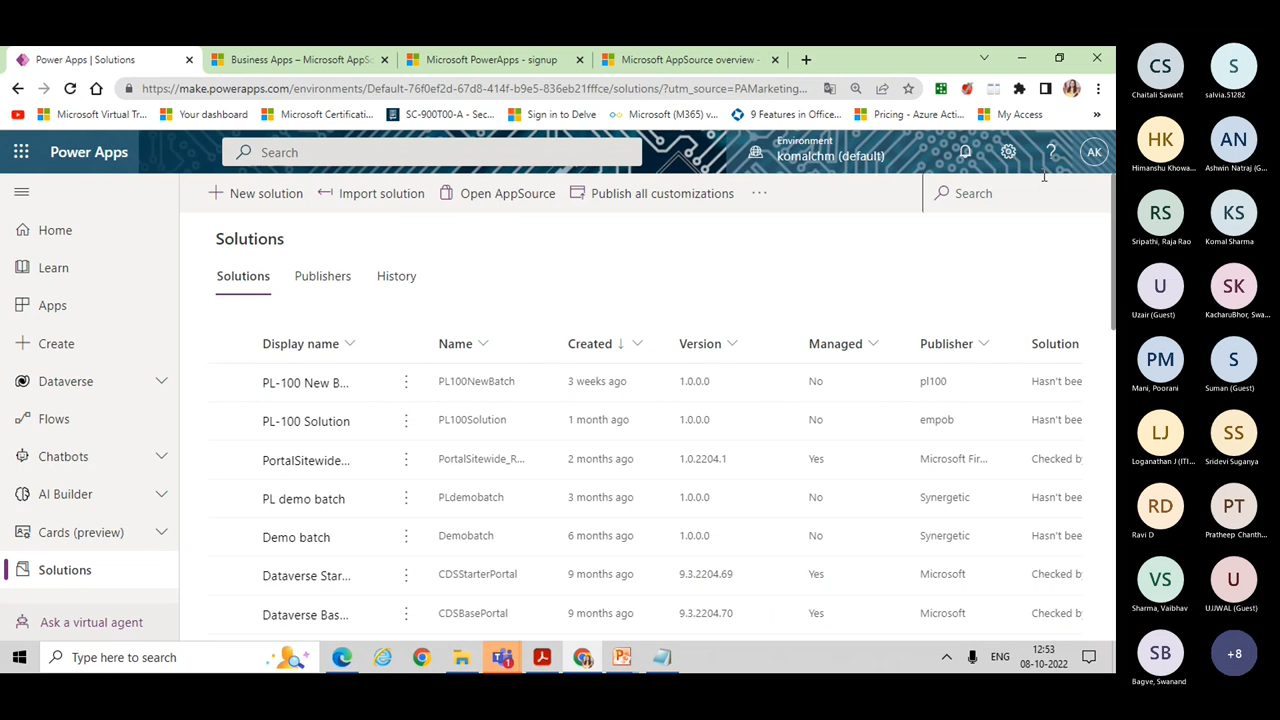 Power Apps | Solutions
Business Apps – Microsoft AppSo
Microsoft PowerApps - signup
Microsoft AppSource overview -
https://make.powerapps.com/environments/default-76f0ef2d-67d8-414f-b9e5-836eb21fffce/solutions/?utm_source=PAMarketing...
Microsoft Virtual Tr...
Your dashboard
Microsoft Certificati...
SC-900T00-A - Sec...
Sign in to Delve
Microsoft (M365) v...
9 Features in Office...
Pricing - Azure Acti...
My Access
Power Apps
Search
Environment
komalchm (default)
AK
New solution
Import solution
Open AppSource
Publish all customizations
Search
Home
Learn
Apps
Create
Dataverse
Flows
Chatbots
AI Builder
Cards (preview)
Solutions
Ask a virtual agent
Solutions
Solutions Publishers History
Display name Name Created ↓ Version Managed Publisher Solution
PL-100 New B... PL100NewBatch 3 weeks ago 1.0.0.0 No pl100 Hasn't bee
PL-100 Solution PL100Solution 1 month ago 1.0.0.0 No empob Hasn't bee
PortalSitewide... PortalSitewide_R... 2 months ago 1.0.2204.1 Yes Microsoft Fir... Checked by
PL demo batch PLdemobatch 3 months ago 1.0.0.0 No Synergetic Hasn't bee
Demo batch Demobatch 6 months ago 1.0.0.0 No Synergetic Hasn't bee
Dataverse Star... CDSStarterPortal 9 months ago 9.3.2204.69 Yes Microsoft Checked by
Dataverse Bas... CDSBasePortal 9 months ago 9.3.2204.70 Yes Microsoft Checked by
Type here to search
ENG
12:53
08-10-2022
CS
Chaitali Sawant
S
salvia.51282
HK
Himanshu Khowa...
AN
Ashwin Natraj (G...
RS
Sripathi, Raja Rao
KS
Komal Sharma
U
Uzair (Guest)
SK
KacharuBhor, Swa...
PM
Mani, Poorani
S
Suman (Guest)
LJ
Loganathan J (ITI...
SS
Sridevi Suganya
RD
Ravi D
PT
Pratheep Chanth...
VS
Sharma, Vaibhav
U
UJJWAL (Guest)
SB
Bagve, Swanand
+8